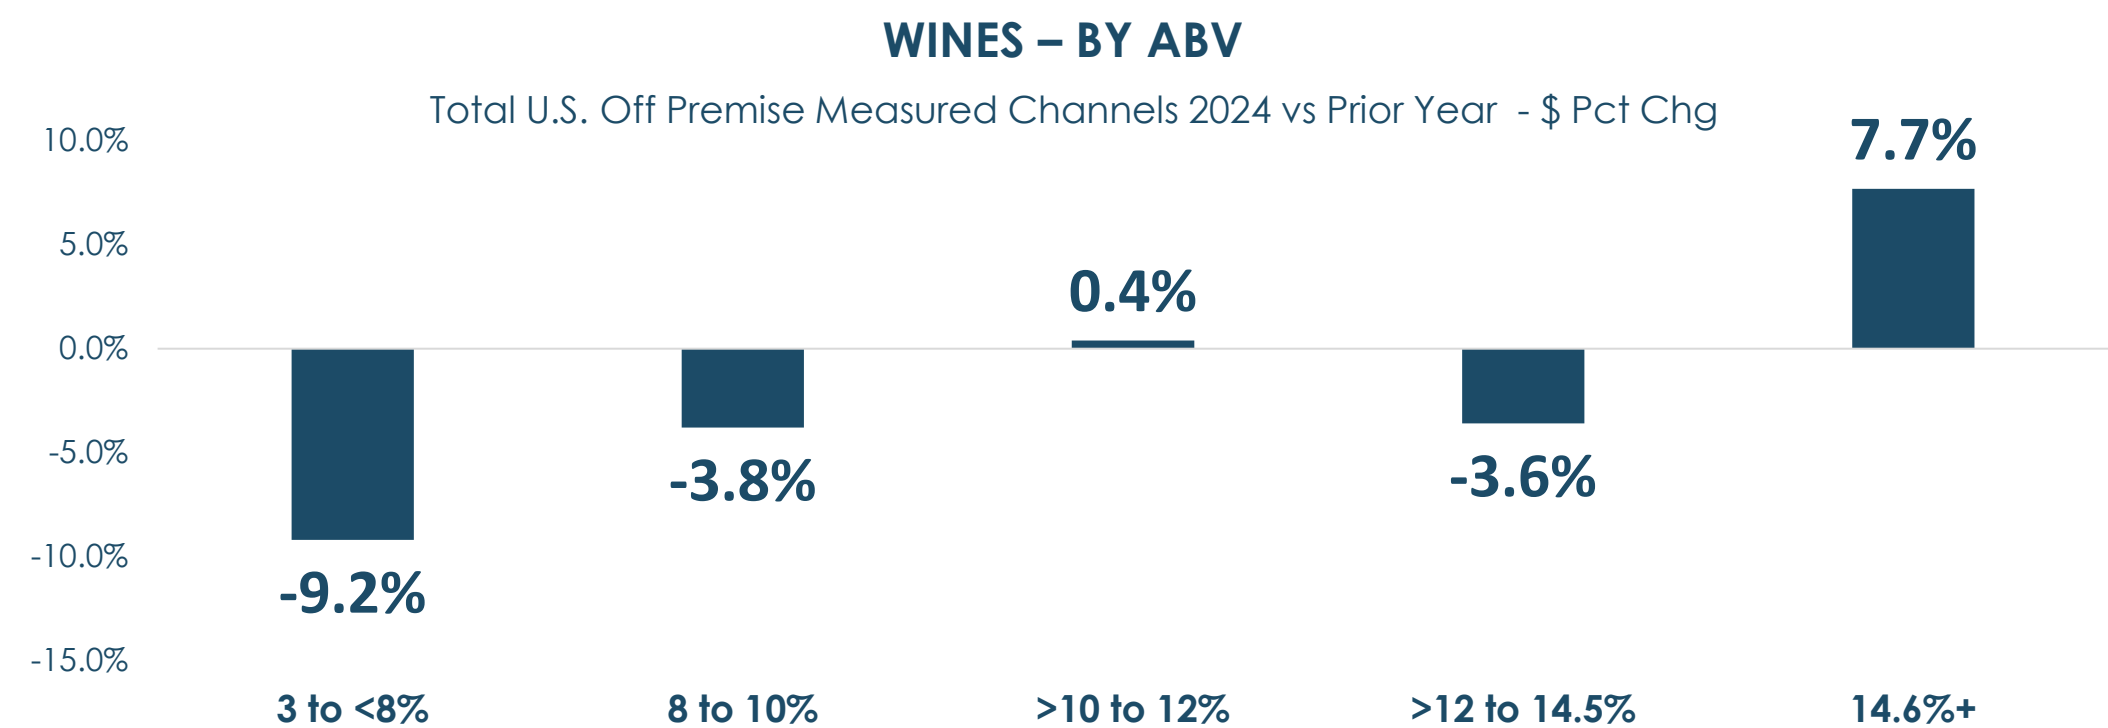 WINES – BY ABV
Total U.S. Off Premise Measured Channels 2024 vs Prior Year - $ Pct Chg
10.0%
5.0%
0.0%
-5.0%
-10.0%
-15.0%
-9.2%
-3.8%
0.4%
-3.6%
7.7%
3 to <8%
8 to 10%
>10 to 12%
>12 to 14.5%
14.6%+